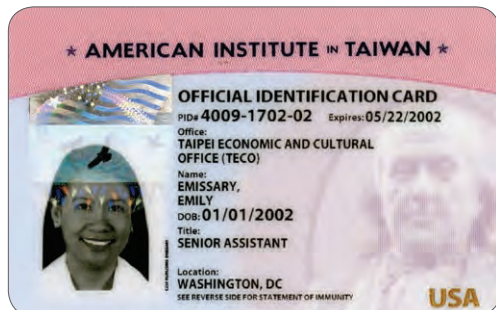 ★ AMERICAN INSTITUTE IN TAIWAN ★
OFFICIAL IDENTIFICATION CARD
PID# 4009-1702-02 Expires: 05/22/2002
Office:
TAIPEI ECONOMIC AND CULTURAL
OFFICE (TECO)
Name:
EMISSARY,
EMILY
DOB: 01/01/2002
Title:
SENIOR ASSISTANT
Location:
WASHINGTON, DC
SEE REVERSE SIDE FOR STATEMENT OF IMMUNITY
USA